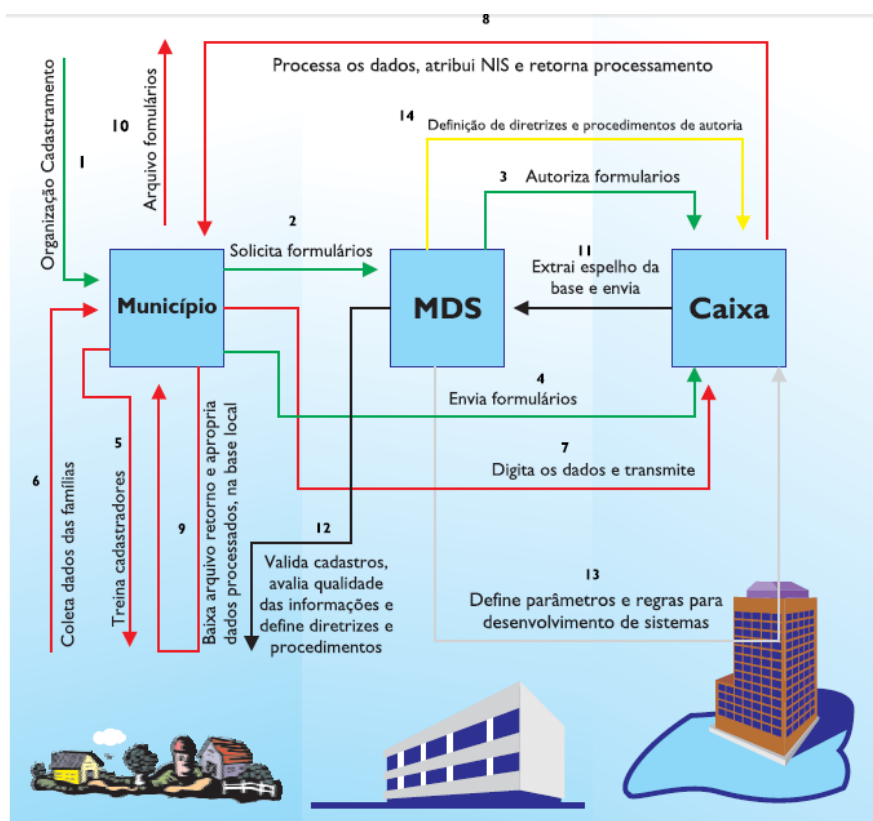 8
Processa os dados, atribui NIS e retorna processamento
Organização Cadastramento
1
10
Arquivo fomulários
14
Definição de diretrizes e procedimentos de autoria
3
Autoriza formularios
2
Solicita formulários
11
Extrai espelho da
base e envia
Município
MDS
Caixa
4
Envia formulários
7
Digita os dados e transmite
6
Coleta dados das famílias
5
Treina cadastradores
9
Baixa arquivo retorno e apropria
dados processados, na base local
12
Valida cadastros,
avalia qualidade
das informações e
define diretrizes e
procedimentos
13
Define parâmetros e regras para
desenvolvimento de sistemas